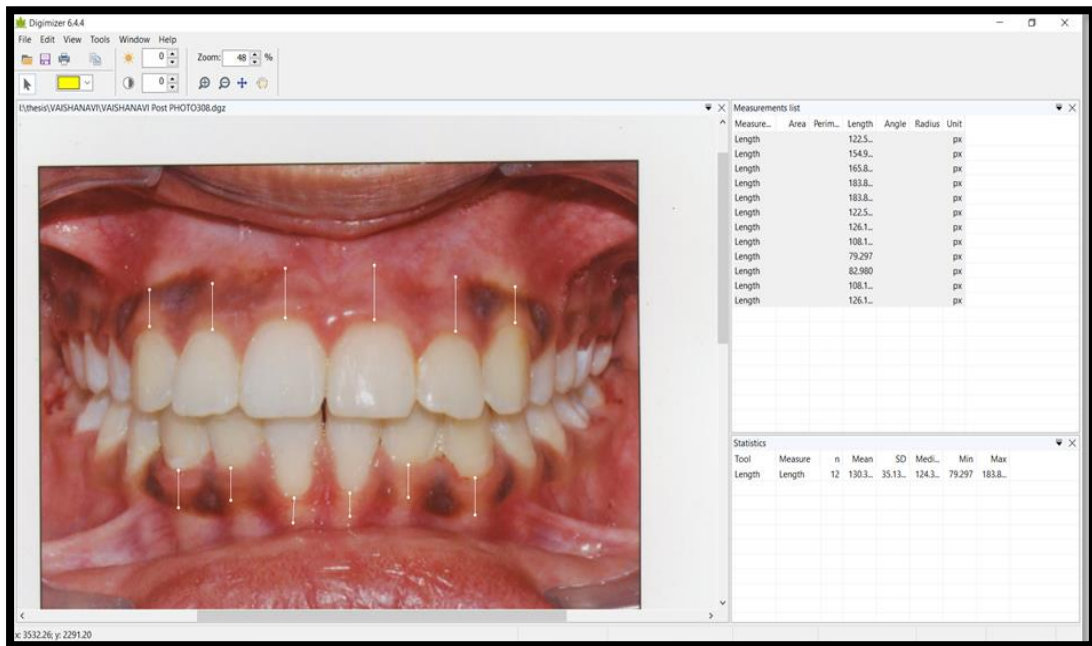 Digimizer 6.4.4
File Edit View Tools Window Help
0 Zoom: 48 %
0
I:\thesis\VAISHANAVI\VAISHANAVI Post PHOTO308.dgz
Measurements list
Measure... Area Perim... Length Angle Radius Unit
Length 122.5... px
Length 154.9... px
Length 165.8... px
Length 183.8... px
Length 183.8... px
Length 122.5... px
Length 126.1... px
Length 108.1... px
Length 79.297 px
Length 82.980 px
Length 108.1... px
Length 126.1... px
Statistics
Tool Measure n Mean SD Medi... Min Max
Length Length 12 130.3... 35.13... 124.3... 79.297 183.8...
x: 3532.26; y: 2291.20